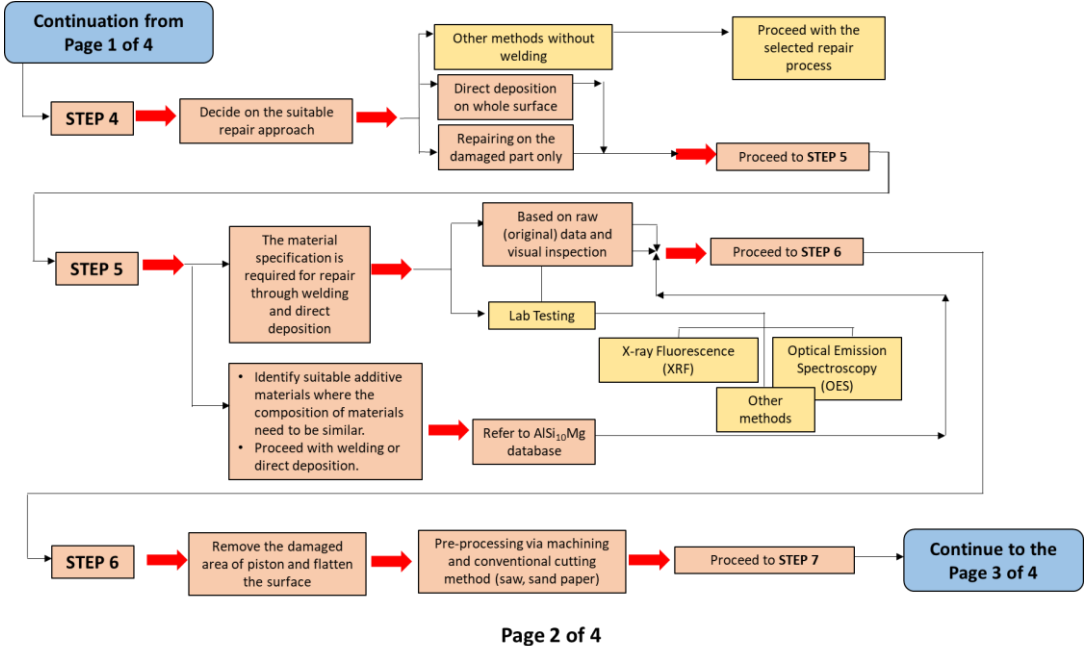 Continuation from
Page 1 of 4
STEP 4
Decide on the suitable
repair approach
Other methods without
welding
Proceed with the
selected repair
process
Direct deposition
on whole surface
Repairing on the
damaged part only
Proceed to STEP 5
STEP 5
The material
specification is
required for repair
through welding
and direct
deposition
Based on raw
(original) data and
visual inspection
Proceed to STEP 6
Lab Testing
X-ray Fluorescence
(XRF)
Optical Emission
Spectroscopy
(OES)
Other
methods
• Identify suitable additive
materials where the
composition of materials
need to be similar.
• Proceed with welding or
direct deposition.
Refer to AlSi₁₀Mg
database
STEP 6
Remove the damaged
area of piston and flatten
the surface
Pre-processing via machining
and conventional cutting
method (saw, sand paper)
Proceed to STEP 7
Continue to the
Page 3 of 4
Page 2 of 4